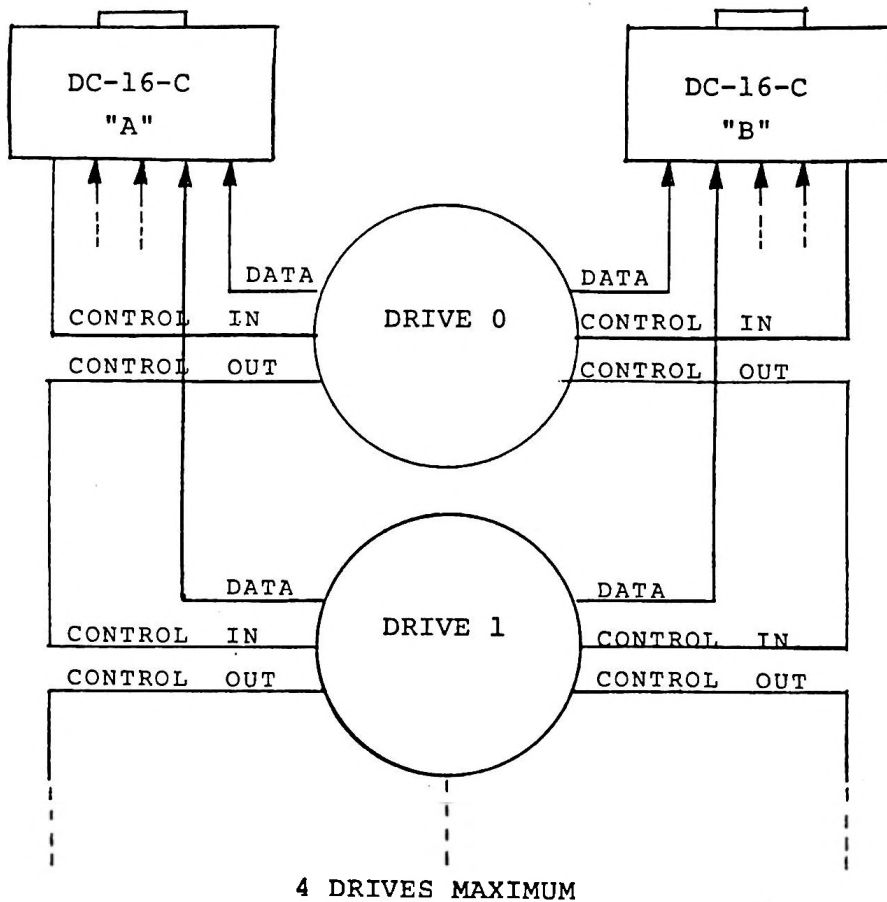 DC-16-C
"A"
DC-16-C
"B"
DATA
DATA
DRIVE 0
CONTROL IN
CONTROL IN
CONTROL OUT
CONTROL OUT
DATA
DATA
DRIVE 1
CONTROL IN
CONTROL IN
CONTROL OUT
CONTROL OUT
4 DRIVES MAXIMUM